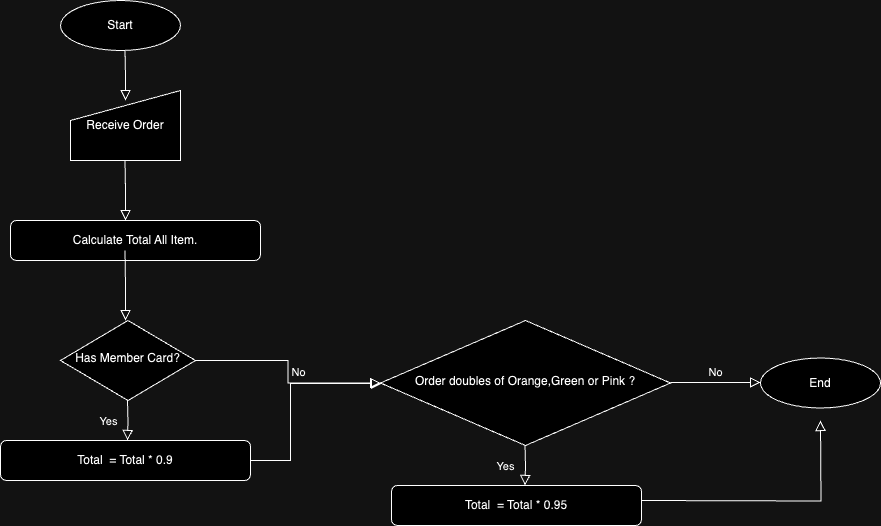 Start
Receive Order
Calculate Total All Item.
Has Member Card?
No
Yes
Total = Total * 0.9
Order doubles of Orange,Green or Pink ?
No
End
Yes
Total = Total * 0.95